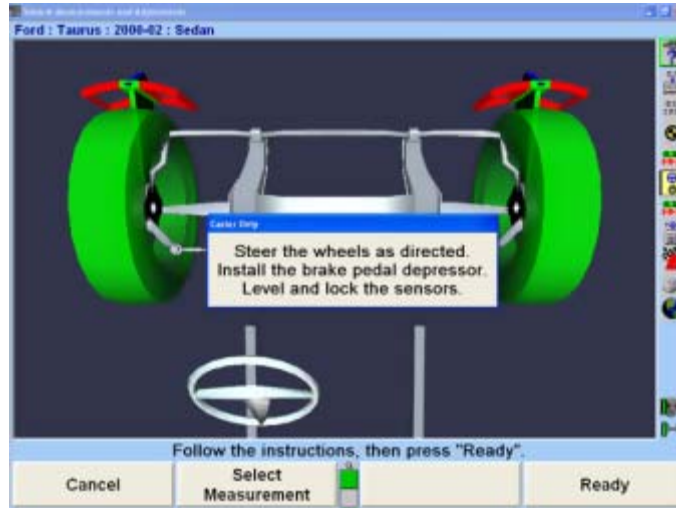 Ford : Taurus : 2000-02 : Sedan
Caster Only
Steer the wheels as directed.
Install the brake pedal depressor.
Level and lock the sensors.
Follow the instructions, then press "Ready".
Cancel
Select
Measurement
Ready